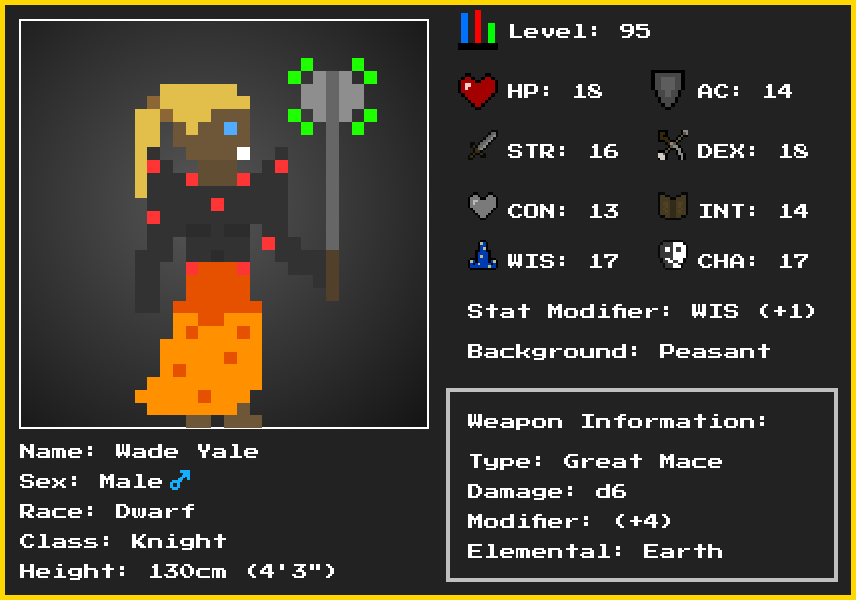 Level: 95
HP: 18
AC: 14
STR: 16
DEX: 18
CON: 13
INT: 14
WIS: 17
CHA: 17
Stat Modifier: WIS (+1)
Background: Peasant
Weapon Information:
Type: Great Mace
Damage: d6
Modifier: (+4)
Elemental: Earth
Name: Wade Yale
Sex: Male ♂
Race: Dwarf
Class: Knight
Height: 130cm (4'3")